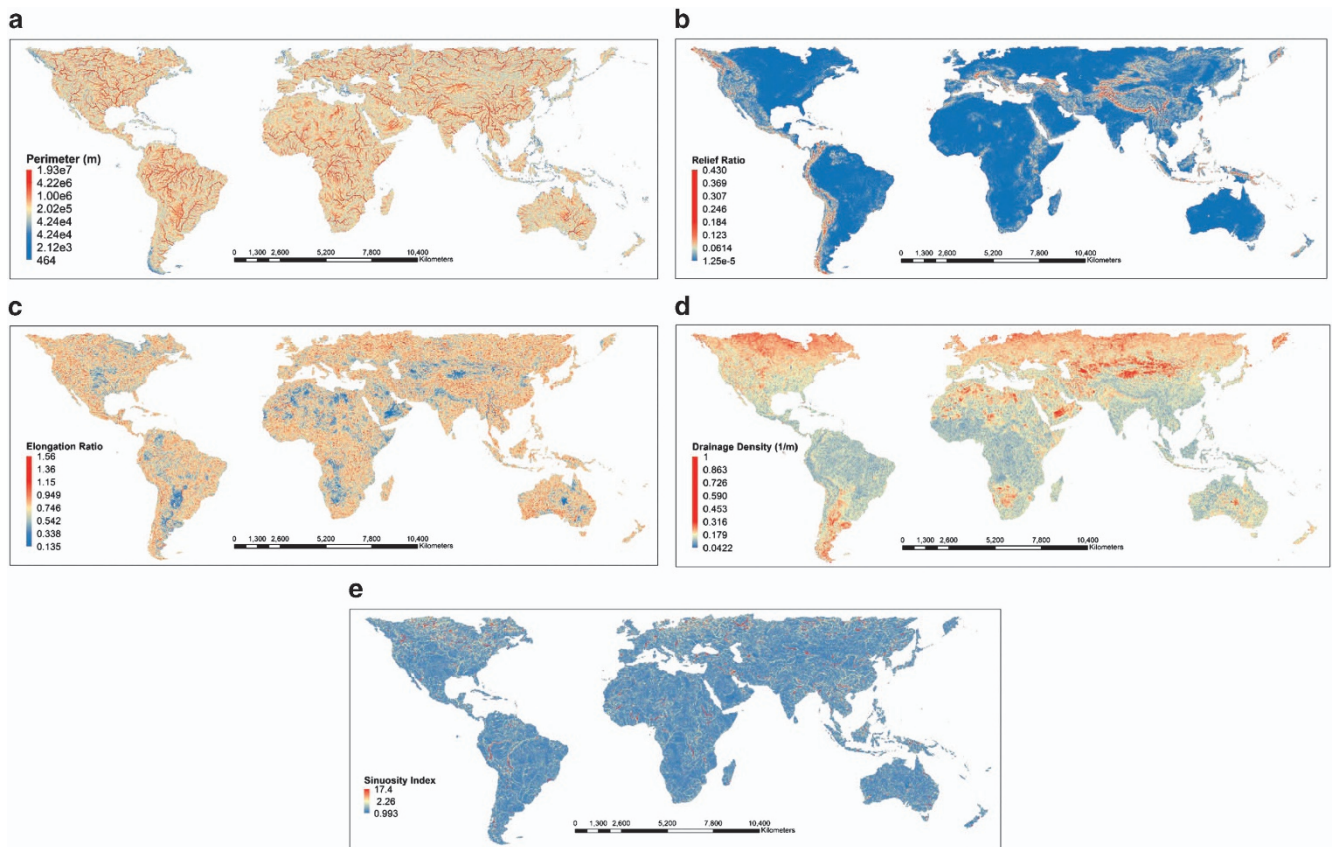 a
Perimeter (m)
1.93e7
4.22e6
1.00e6
2.02e5
4.24e4
2.12e3
464
0 1,300 2,600 5,200 7,800 10,400
Kilometers
b
Relief Ratio
0.430
0.369
0.307
0.246
0.184
0.123
0.0614
1.25e-5
0 1,300 2,600 5,200 7,800 10,400
Kilometers
c
Elongation Ratio
1.56
1.36
1.15
0.949
0.746
0.542
0.338
0.135
0 1,300 2,600 5,200 7,800 10,400
Kilometers
d
Drainage Density (1/m)
1
0.863
0.726
0.590
0.453
0.316
0.179
0.0422
0 1,300 2,600 5,200 7,800 10,400
Kilometers
e
Sinuosity Index
17.4
2.26
0.993
0 1,300 2,600 5,200 7,800 10,400
Kilometers